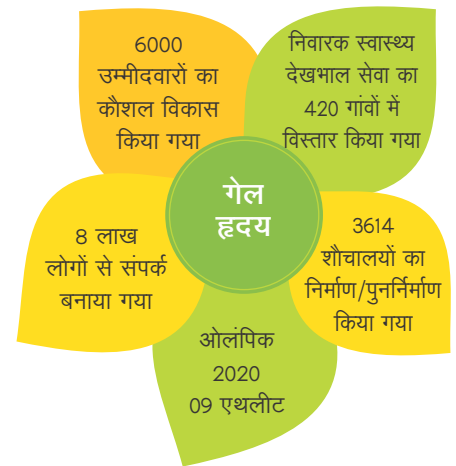 6000
उम्मीदवारों का
कौशल विकास
किया गया
निवारक स्वास्थ्य
देखभाल सेवा का
420 गांवों में
विस्तार किया गया
गेल
हृदय
8 लाख
लोगों से संपर्क
बनाया गया
3614
शौचालयों का
निर्माण/पुनर्निर्माण
किया गया
ओलंपिक
2020
09 एथलीट